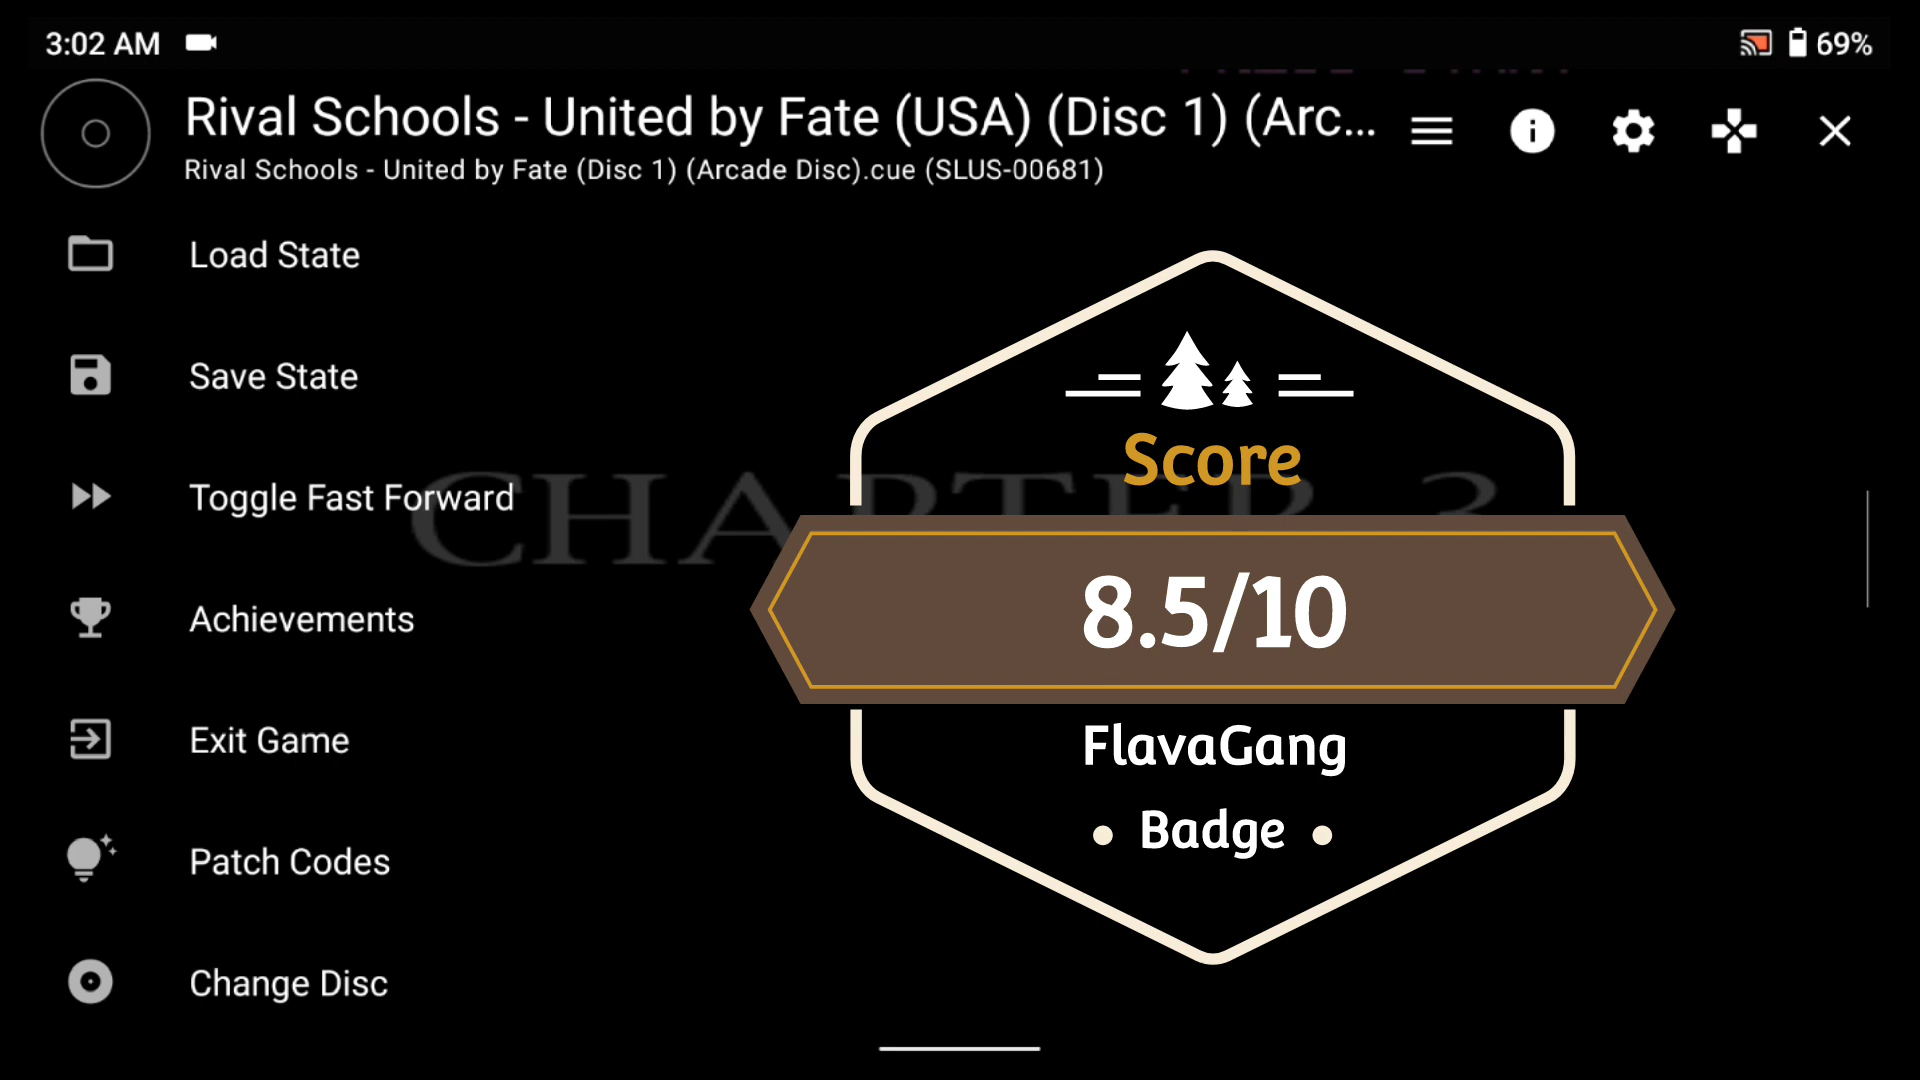 3:02 AM
69%
Rival Schools - United by Fate (USA) (Disc 1) (Arc...
Rival Schools - United by Fate (Disc 1) (Arcade Disc).cue (SLUS-00681)
Load State
Save State
Toggle Fast Forward
Achievements
Exit Game
Patch Codes
Change Disc
CHAPTER 3
Score
8.5/10
FlavaGang
Badge